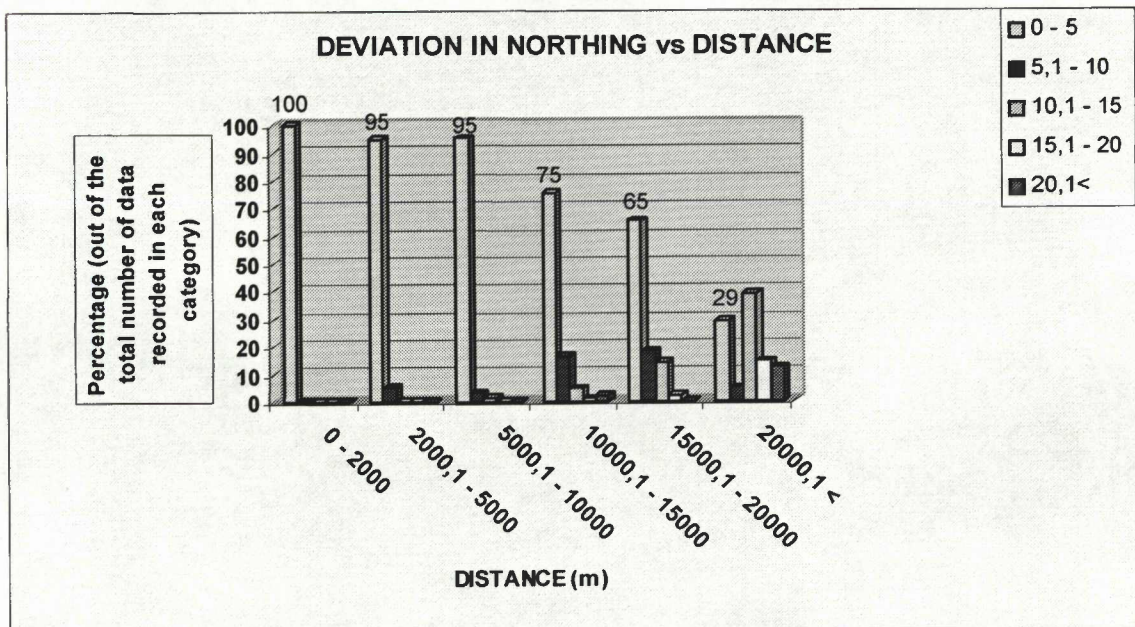 DEVIATION IN NORTHING vs DISTANCE
0 - 5
5,1 - 10
10,1 - 15
15,1 - 20
20,1<
Percentage (out of the
total number of data
recorded in each
category)
100
90
80
70
60
50
40
30
20
10
0
100
95
95
75
65
29
0 - 2000
2000,1 - 5000
5000,1 - 10000
10000,1 - 15000
15000,1 - 20000
20000,1 <
DISTANCE (m)